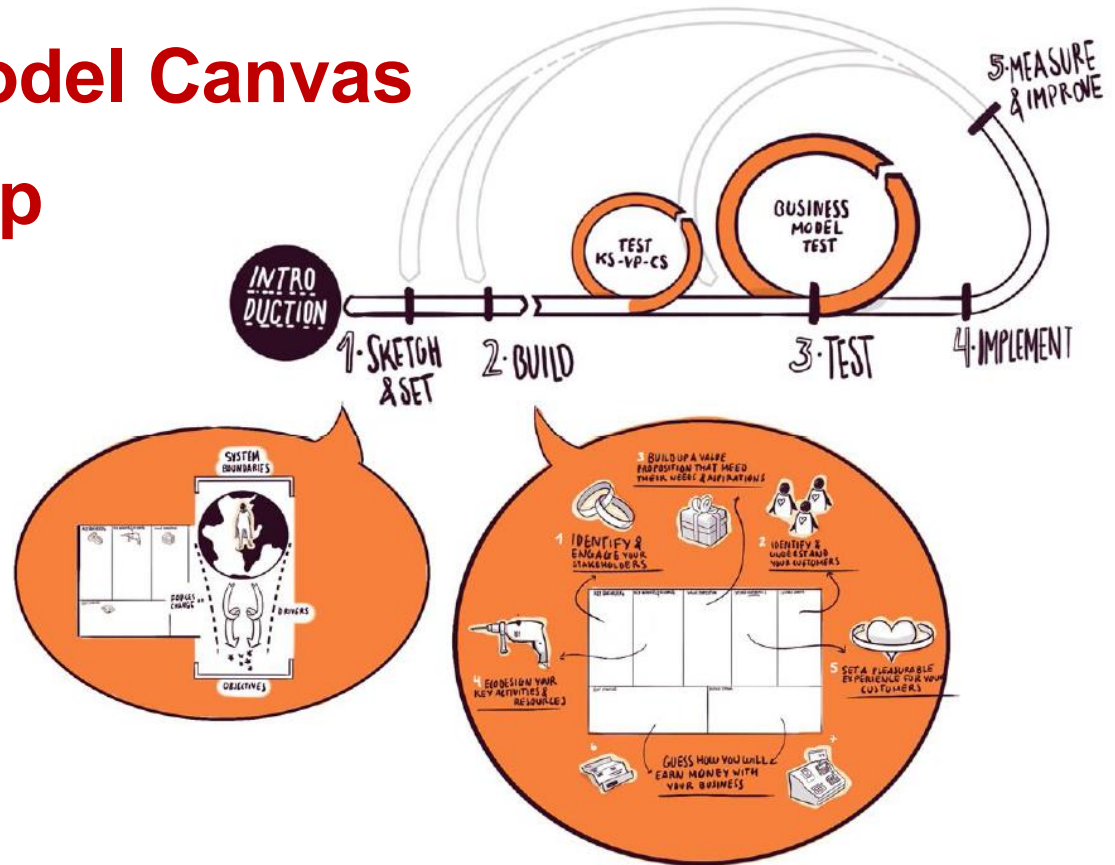 odel Canvas
p
5·MEASURE
& IMPROVE
BUSINESS
MODEL
TEST
TEST
KS-VP-CS
INTRO
DUCTION
1·SKETCH
& SET
2·BUILD
3·TEST
4·IMPLEMENT
SYSTEM
BOUNDARIES
FORCES
CHANGE
DRIVERS
OBJECTIVES
3 BUILD UP A VALUE
PROPOSITION THAT MEED
THEIR NEEDS & ASPIRATIONS
1 IDENTIFY &
ENGAGE YOUR
STAKEHOLDERS
2 IDENTIFY &
UNDERSTAND
YOUR CUSTOMERS
4 ECODESIGN YOUR
KEY ACTIVITIES &
RESOURCES
5 SET A PLEASURABLE
EXPERIENCE FOR YOUR
CUSTOMERS
6
7
GUESS HOW YOU WILL
EARN MONEY WITH
YOUR BUSINESS